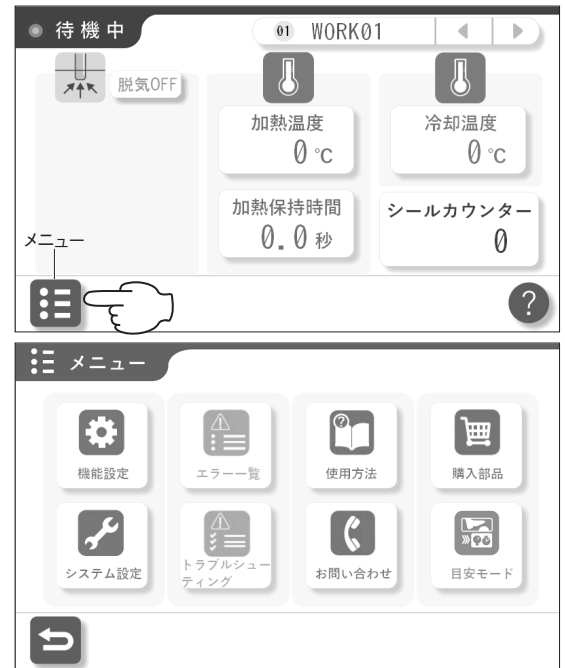 待機中
01 WORK01
脱気OFF
加熱温度
0 ℃
冷却温度
0 ℃
加熱保持時間
0.0 秒
シールカウンター
0
メニュー
?
メニュー
機能設定
エラー一覧
?
使用方法
購入部品
システム設定
トラブルシュー
ティング
お問い合わせ
目安モード